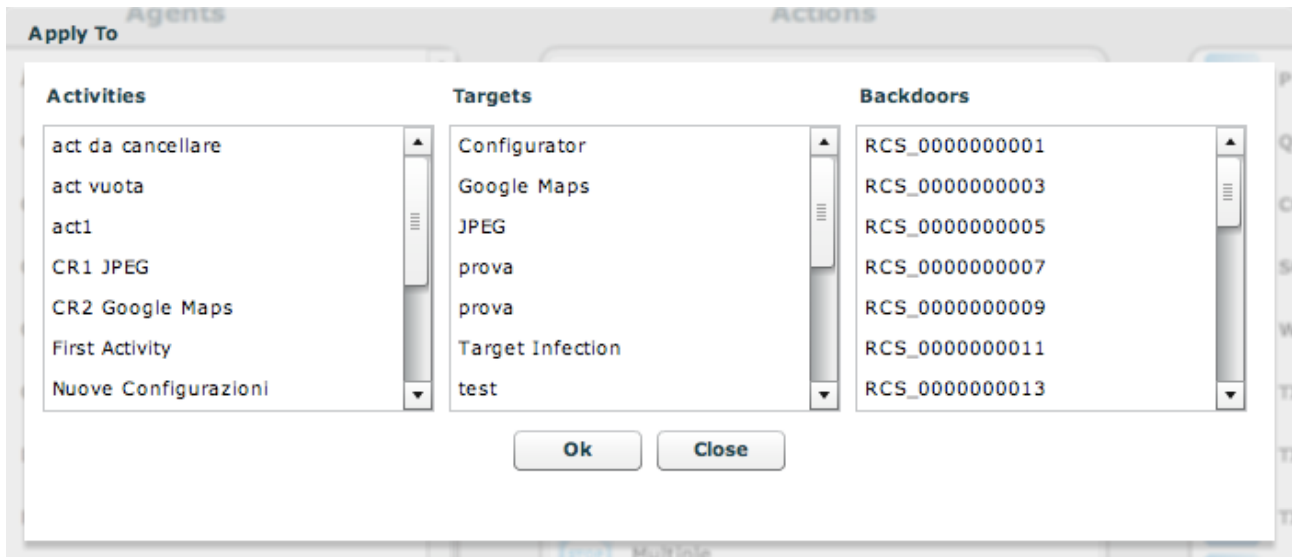 Agents
Actions
Apply To
Activities
Targets
Backdoors
act da cancellare
act vuota
act1
CR1 JPEG
CR2 Google Maps
First Activity
Nuove Configurazioni
Configurator
Google Maps
JPEG
prova
prova
Target Infection
test
RCS_0000000001
RCS_0000000003
RCS_0000000005
RCS_0000000007
RCS_0000000009
RCS_0000000011
RCS_0000000013
Ok
Close
Multiple